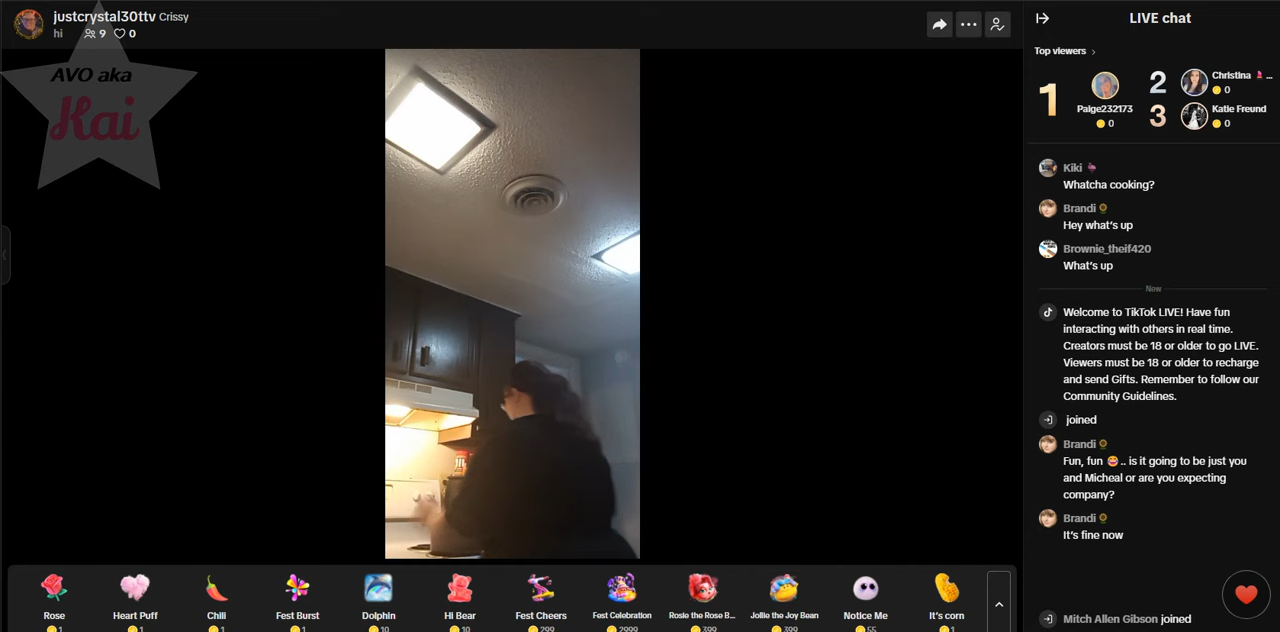 justcrystal30ttv Crissy
hi 9 0
AVO aka
Kai
LIVE chat
Top viewers
1
Paige232173
0
2
Christina ...
0
3
Katie Freund
0
Kiki
Whatcha cooking?
Brandi
Hey what's up
Brownie_theif420
What's up
Now
Welcome to TikTok LIVE! Have fun
interacting with others in real time.
Creators must be 18 or older to go LIVE.
Viewers must be 18 or older to recharge
and send Gifts. Remember to follow our
Community Guidelines.
joined
Brandi
Fun, fun 😆 .. is it going to be just you
and Micheal or are you expecting
company?
Brandi
It's fine now
Mitch Allen Gibson joined
Rose
1
Heart Puff
1
Chili
1
Fest Burst
1
Dolphin
10
Hi Bear
10
Fest Cheers
299
Fest Celebration
2999
Rosie the Rose B...
399
Jollie the Joy Bean
399
Notice Me
55
It's corn
1